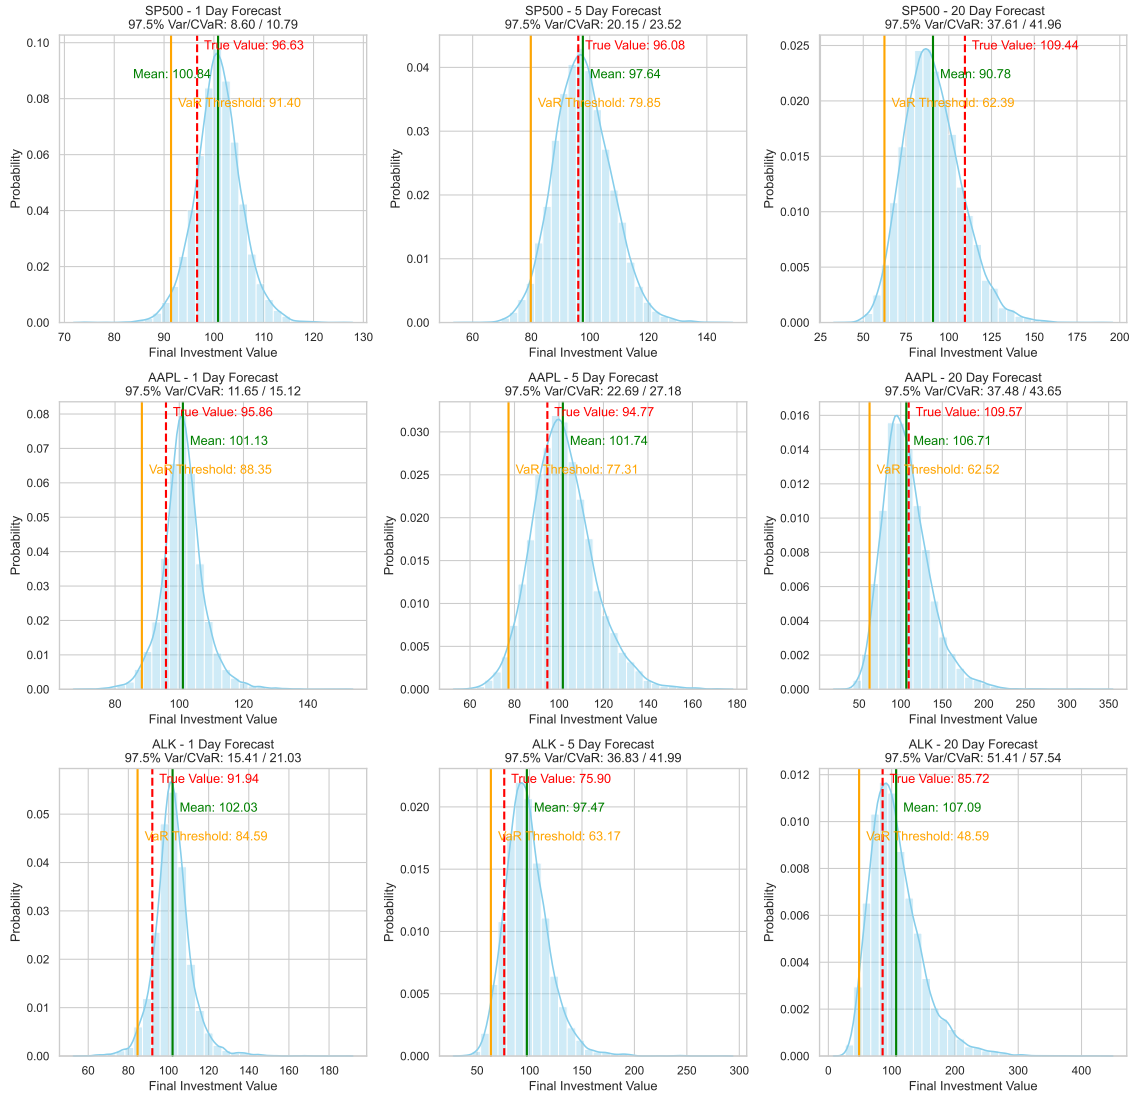 SP500 - 1 Day Forecast
97.5% Var/CVaR: 8.60 / 10.79
True Value: 96.63
Mean: 100.84
VaR Threshold: 91.40
0.10
0.08
0.06
0.04
0.02
0.00
Probability
70 80 90 100 110 120 130
Final Investment Value
SP500 - 5 Day Forecast
97.5% Var/CVaR: 20.15 / 23.52
True Value: 96.08
Mean: 97.64
VaR Threshold: 79.85
0.04
0.03
0.02
0.01
0.00
Probability
60 80 100 120 140
Final Investment Value
SP500 - 20 Day Forecast
97.5% Var/CVaR: 37.61 / 41.96
True Value: 109.44
Mean: 90.78
VaR Threshold: 62.39
0.025
0.020
0.015
0.010
0.005
0.000
Probability
25 50 75 100 125 150 175 200
Final Investment Value
AAPL - 1 Day Forecast
97.5% Var/CVaR: 11.65 / 15.12
True Value: 95.86
Mean: 101.13
VaR Threshold: 88.35
0.08
0.07
0.06
0.05
0.04
0.03
0.02
0.01
0.00
Probability
80 100 120 140
Final Investment Value
AAPL - 5 Day Forecast
97.5% Var/CVaR: 22.69 / 27.18
True Value: 94.77
Mean: 101.74
VaR Threshold: 77.31
0.030
0.025
0.020
0.015
0.010
0.005
0.000
Probability
60 80 100 120 140 160 180
Final Investment Value
AAPL - 20 Day Forecast
97.5% Var/CVaR: 37.48 / 43.65
True Value: 109.57
Mean: 106.71
VaR Threshold: 62.52
0.016
0.014
0.012
0.010
0.008
0.006
0.004
0.002
0.000
Probability
50 100 150 200 250 300 350
Final Investment Value
ALK - 1 Day Forecast
97.5% Var/CVaR: 15.41 / 21.03
True Value: 91.94
Mean: 102.03
VaR Threshold: 84.59
0.05
0.04
0.03
0.02
0.01
0.00
Probability
60 80 100 120 140 160 180
Final Investment Value
ALK - 5 Day Forecast
97.5% Var/CVaR: 36.83 / 41.99
True Value: 75.90
Mean: 97.47
VaR Threshold: 63.17
0.020
0.015
0.010
0.005
0.000
Probability
50 100 150 200 250 300
Final Investment Value
ALK - 20 Day Forecast
97.5% Var/CVaR: 51.41 / 57.54
True Value: 85.72
Mean: 107.09
VaR Threshold: 48.59
0.012
0.010
0.008
0.006
0.004
0.002
0.000
Probability
0 100 200 300 400
Final Investment Value